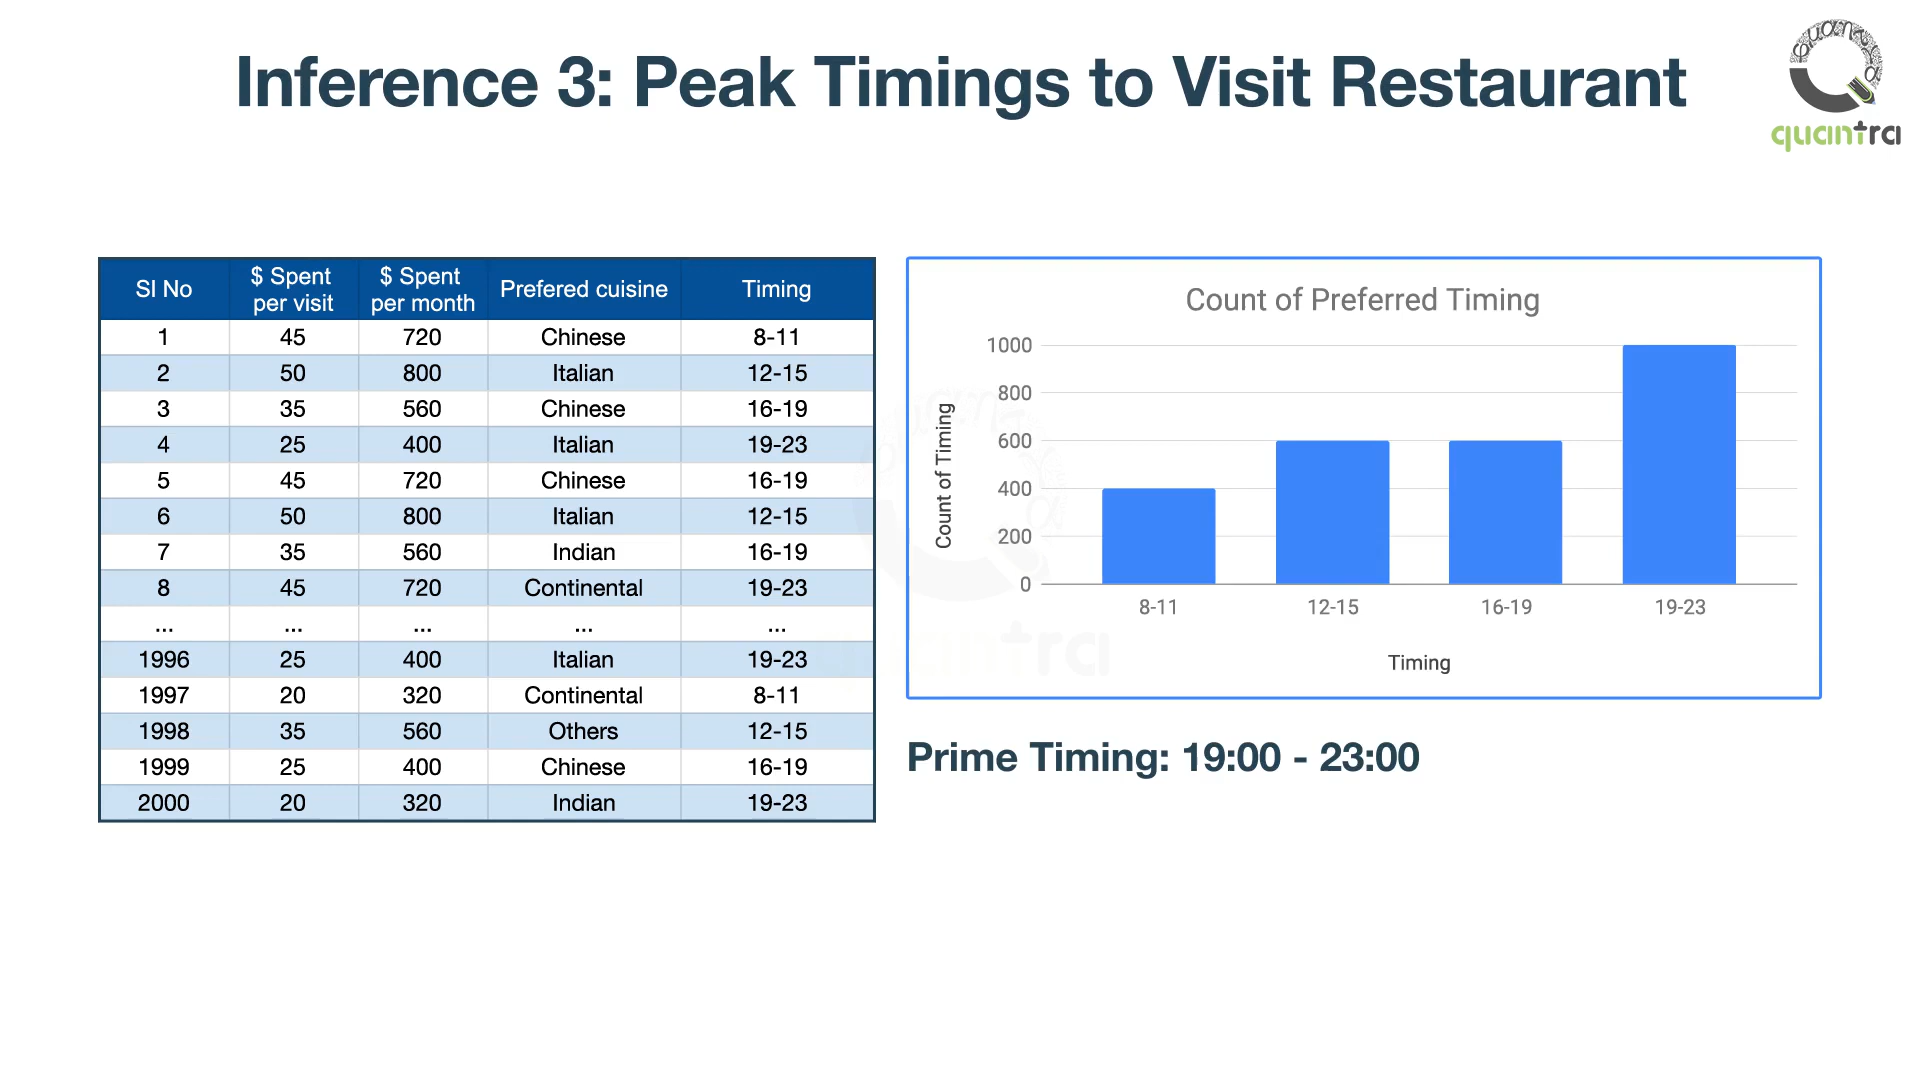 Inference 3: Peak Timings to Visit Restaurant
quantra
SI No $ Spent per visit $ Spent per month Prefered cuisine Timing
1 45 720 Chinese 8-11
2 50 800 Italian 12-15
3 35 560 Chinese 16-19
4 25 400 Italian 19-23
5 45 720 Chinese 16-19
6 50 800 Italian 12-15
7 35 560 Indian 16-19
8 45 720 Continental 19-23
... ... ... ... ...
1996 25 400 Italian 19-23
1997 20 320 Continental 8-11
1998 35 560 Others 12-15
1999 25 400 Chinese 16-19
2000 20 320 Indian 19-23
Count of Preferred Timing
Count of Timing
1000
800
600
400
200
0
8-11 12-15 16-19 19-23
Timing
Prime Timing: 19:00 - 23:00